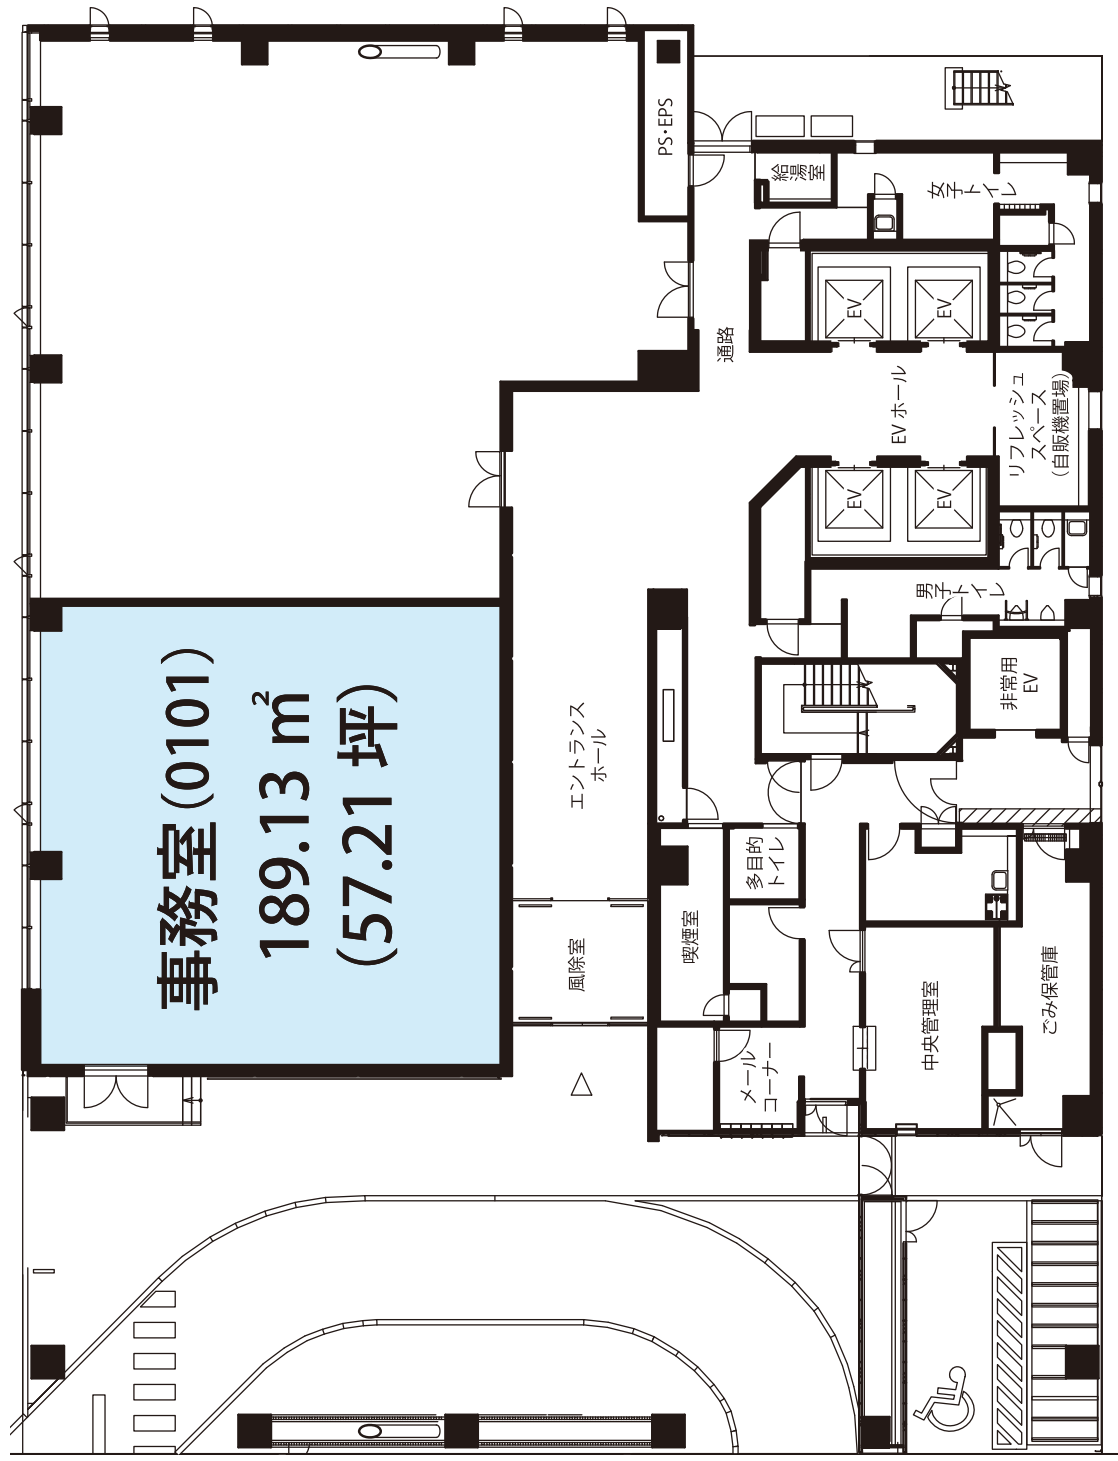 事務室(0101)
189.13 ㎡
(57.21 坪)
PS・EPS
給湯室
女子トイレ
通路
EV
EV
EVホール
リフレッシュ
スペース
(自販機置場)
EV
EV
男子トイレ
非常用
EV
エントランス
ホール
多目的
トイレ
喫煙室
風除室
メール
コーナー
中央管理室
ごみ保管庫